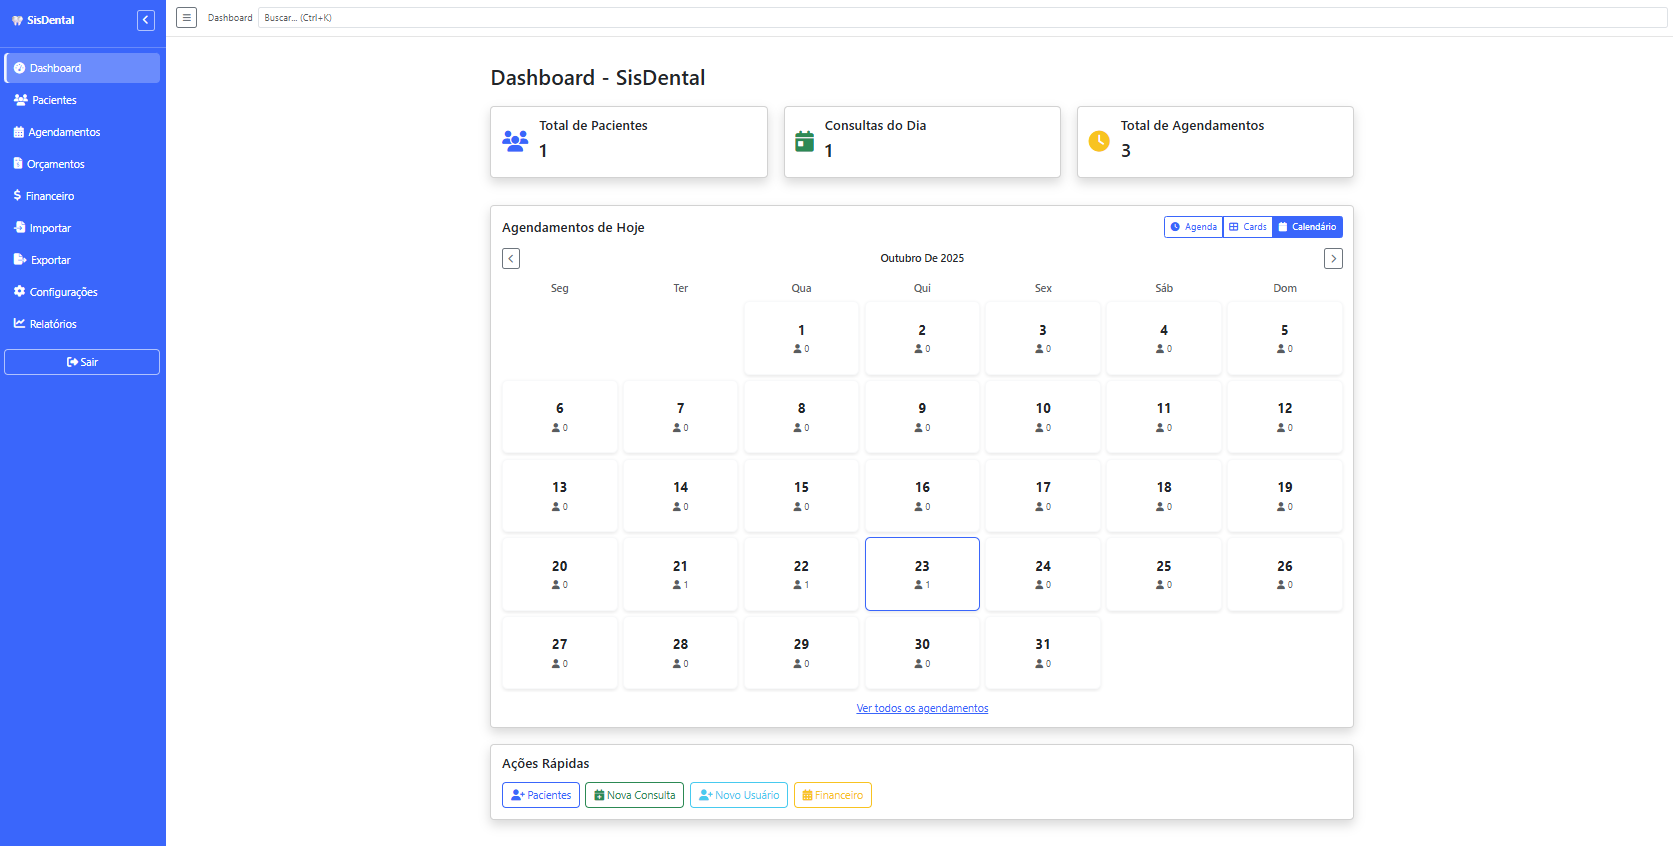 SisDental
Dashboard
Pacientes
Agendamentos
Orçamentos
Financeiro
Importar
Exportar
Configurações
Relatórios
Sair
Dashboard
Buscar... (Ctrl+K)
Dashboard - SisDental
Total de Pacientes
1
Consultas do Dia
1
Total de Agendamentos
3
Agendamentos de Hoje
Agenda Cards Calendário
Outubro De 2025
Seg Ter Qua Qui Sex Sáb Dom
1 2 3 4 5
0 0 0 0 0
6 7 8 9 10 11 12
0 0 0 0 0 0 0
13 14 15 16 17 18 19
0 0 0 0 0 0 0
20 21 22 23 24 25 26
0 1 1 1 0 0 0
27 28 29 30 31
0 0 0 0 0
Ver todos os agendamentos
Ações Rápidas
Pacientes Nova Consulta Novo Usuário Financeiro